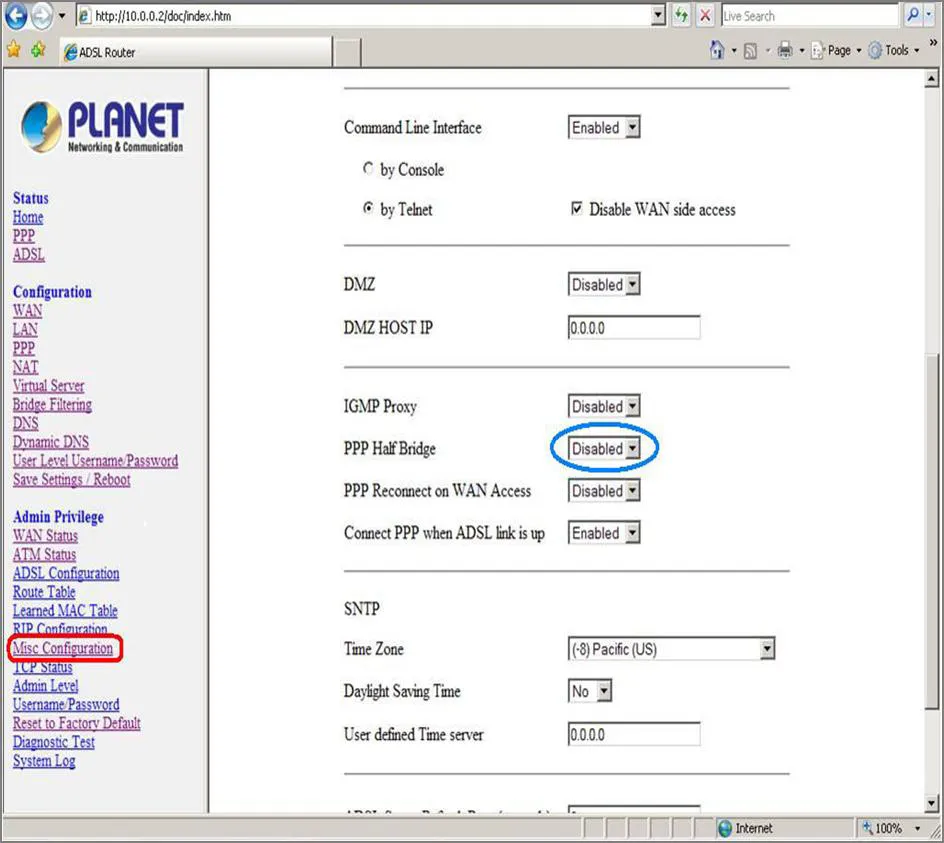 http://10.0.0.2/doc/index.htm
Live Search
ADSL Router
Page
Tools
PLANET
Networking & Communication
Status
Home
PPP
ADSL
Configuration
WAN
LAN
PPP
NAT
Virtual Server
Bridge Filtering
DNS
Dynamic DNS
User Level Username/Password
Save Settings / Reboot
Admin Privilege
WAN Status
ATM Status
ADSL Configuration
Route Table
Learned MAC Table
RIP Configuration
Misc Configuration
TCP Status
Admin Level
Username/Password
Reset to Factory Default
Diagnostic Test
System Log
Command Line Interface Enabled
by Console
by Telnet Disable WAN side access
DMZ Disabled
DMZ HOST IP 0.0.0.0
IGMP Proxy Disabled
PPP Half Bridge Disabled
PPP Reconnect on WAN Access Disabled
Connect PPP when ADSL link is up Enabled
SNTP
Time Zone (-8) Pacific (US)
Daylight Saving Time No
User defined Time server 0.0.0.0
Internet
100%